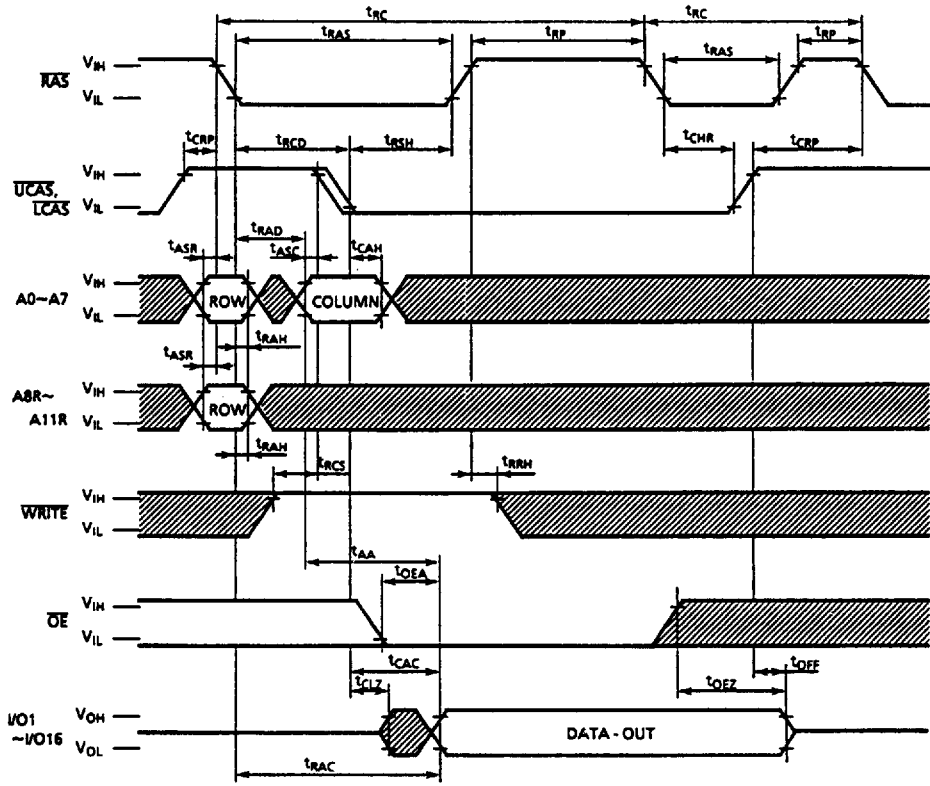 tRC tRC
tRAS tRP tRAS tRP
RAS VIH
VIL
tCRP tRCD tRSH tCHR tCRP
UCAS, VIH
LCAS VIL
tRAD
tASR tASC tCAH
A0~A7 VIH ROW COLUMN
VIL
tASR tRAH
A8R~ VIH ROW
A11R VIL
tRAH
tRCS tRRH
WRITE VIH
VIL
tAA
tOEA
OE VIH
VIL
tCAC tOFF
tCLZ tOEZ
I/O1 VOH DATA-OUT
~I/O16 VOL
tRAC